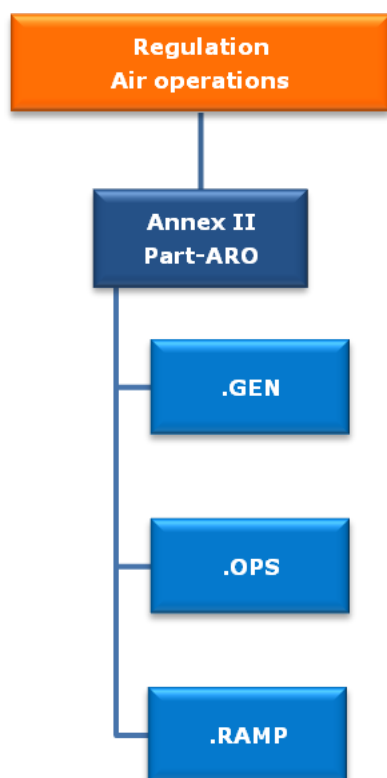 Regulation
Air operations
Annex II
Part-ARO
.GEN
.OPS
.RAMP